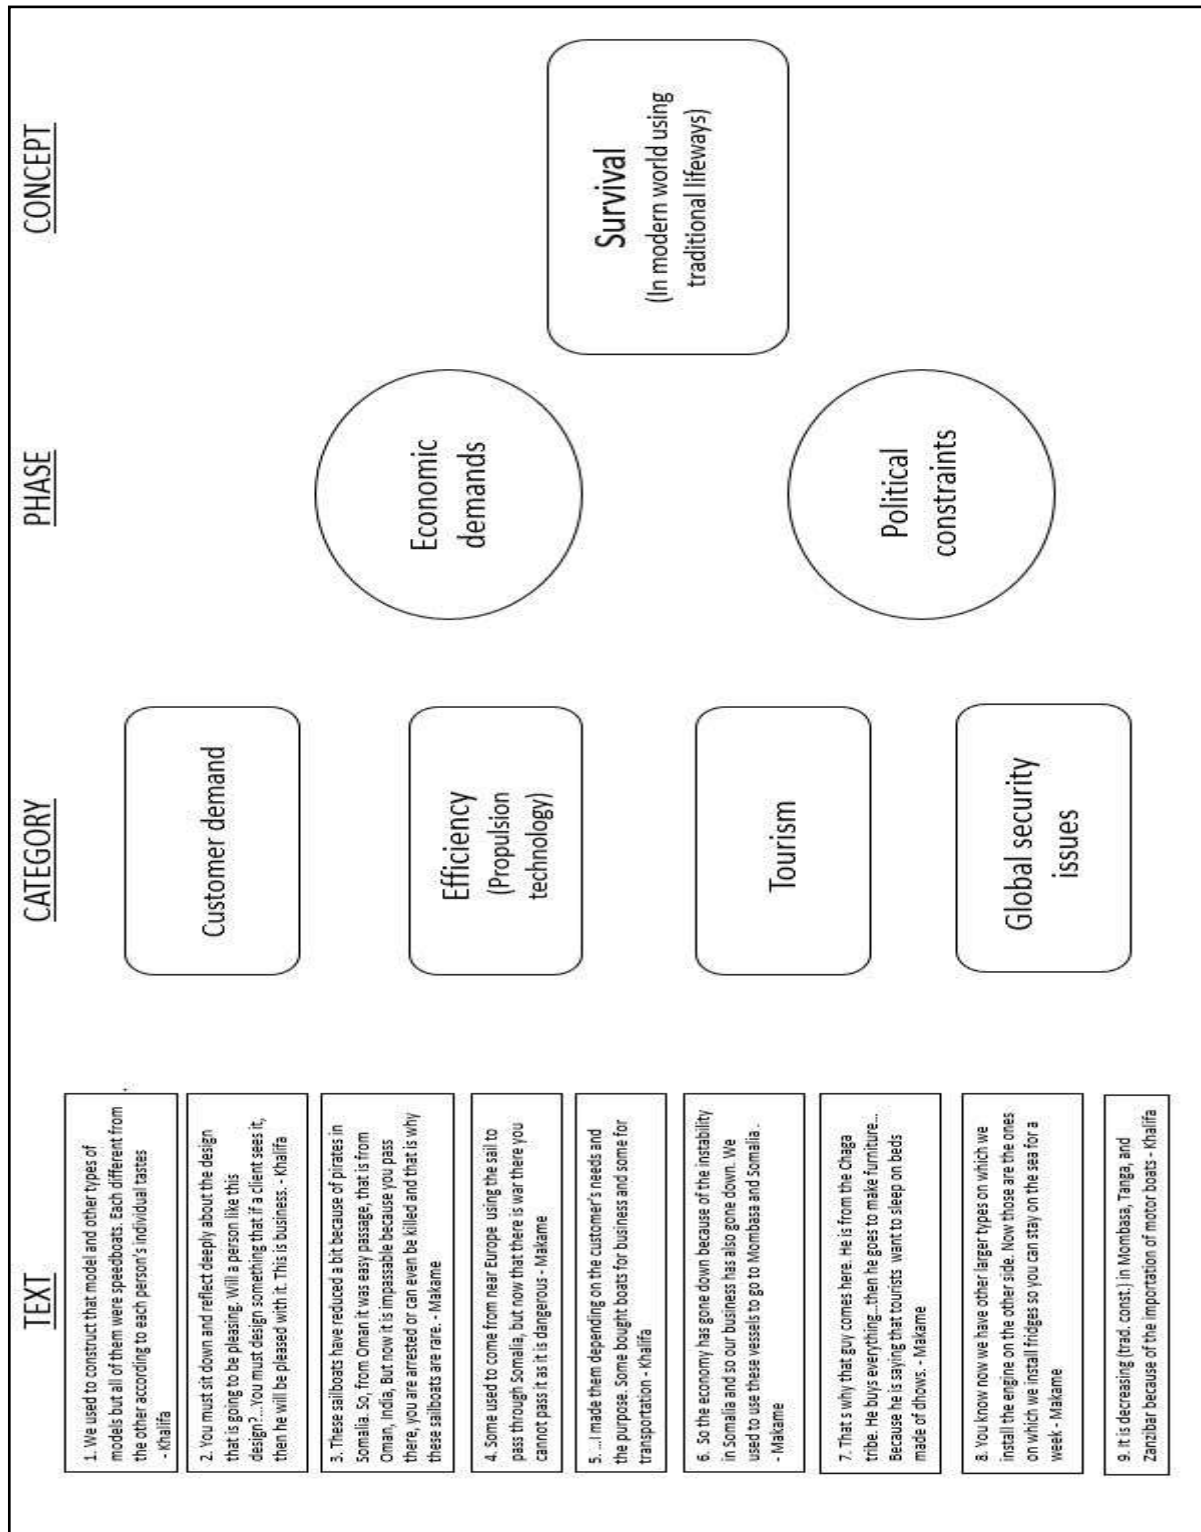 TEXT
CATEGORY
PHASE
CONCEPT
1. We used to construct that model and other types of
models but all of them were speedboats. Each different from
the other according to each person's individual tastes
- Khalifa
2. You must sit down and reflect deeply about the design
that is going to be pleasing. Will a person like this
design?...You must design something that if a client sees it,
then he will be pleased with it. This is business. - Khalifa
3. These sailboats have reduced a bit because of pirates in
Somalia. So, from Oman it was easy passage, that is from
Oman, India, But now it is impassable because you pass
there, you are arrested or can even be killed and that is why
these sailboats are rare. - Makame
4. Some used to come from near Europe using the sail to
pass through Somalia, but now that there is war there you
cannot pass it as it is dangerous - Makame
5. ...I made them depending on the customer's needs and
the purpose. Some bought boats for business and some for
transportation - Khalifa
6. So the economy has gone down because of the instability
in Somalia and so our business has also gone down. We
used to use these vessels to go to Mombasa and Somalia .
- Makame
7. That s why that guy comes here. He is from the Chaga
tribe. He buys everything...then he goes to make furniture...
Because he is saying that tourists want to sleep on beds
made of dhows. - Makame
8. You know now we have other larger types on which we
install the engine on the other side. Now those are the ones
on which we install fridges so you can stay on the sea for a
week - Makame
9. It is decreasing (trad. const.) in Mombasa, Tanga, and
Zanzibar because of the importation of motor boats - Khalifa
Customer demand
Efficiency
(Propulsion
technology)
Tourism
Global security
issues
Economic
demands
Political
constraints
Survival
(In modern world using
traditional lifeways)